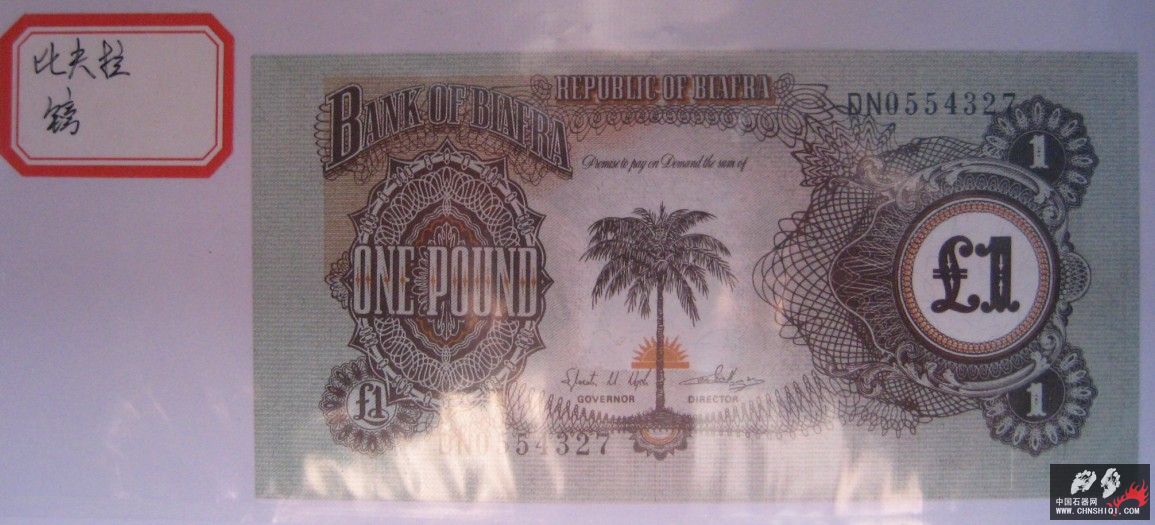 比夫拉
镑
REPUBLIC OF BIAFRA
BANK OF BIAFRA
DN0554327
1
Promise to pay on Demand the sum of
ONE POUND
£1
GOVERNOR
DIRECTOR
£1
1
DN0554327
中国石器网
WWW.CHNSHIQI.COM